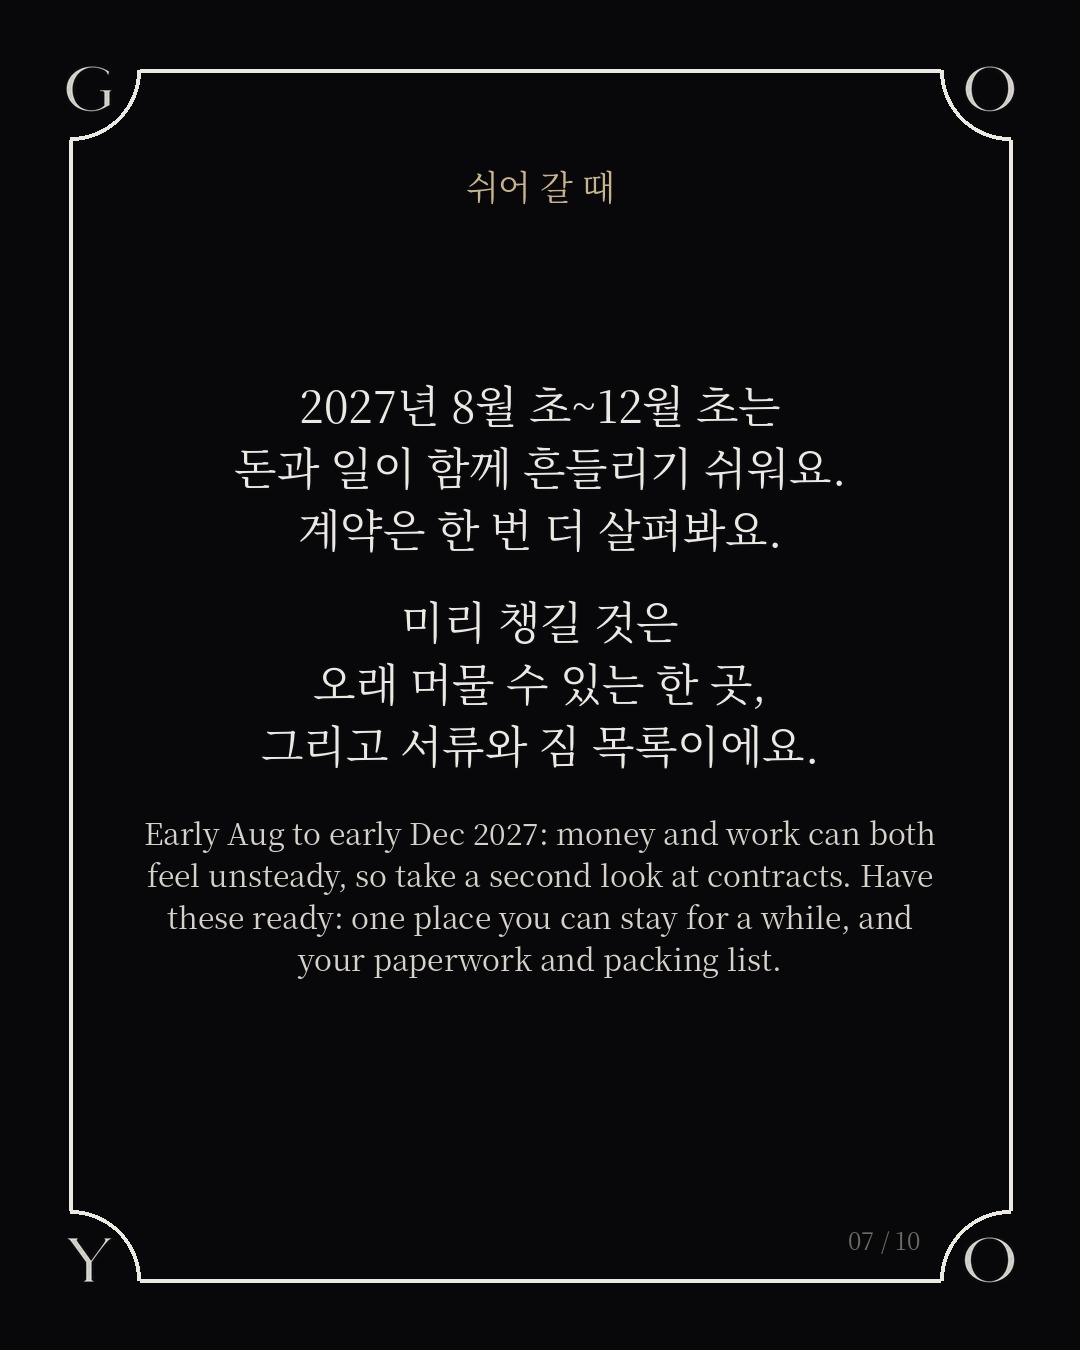 G O
쉬어 갈 때
2027년 8월 초~12월 초는
돈과 일이 함께 흔들리기 쉬워요.
계약은 한 번 더 살펴봐요.
미리 챙길 것은
오래 머물 수 있는 한 곳,
그리고 서류와 짐 목록이에요.
Early Aug to early Dec 2027: money and work can both
feel unsteady, so take a second look at contracts. Have
these ready: one place you can stay for a while, and
your paperwork and packing list.
07 / 10
Y O